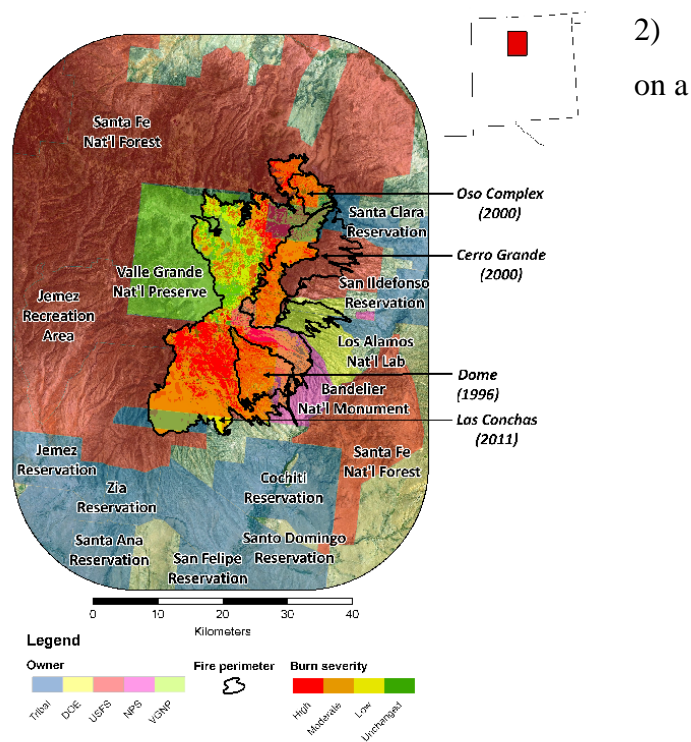 2)
on a
Santa Fe
Nat'l Forest
Oso Complex
(2000)
Santa Clara
Reservation
Cerro Grande
(2000)
Valle Grande
Nat'l Preserve
San Ildefonso
Reservation
Jemez
Recreation
Area
Los Alamos
Nat'l Lab
Dome
(1996)
Bandelier
Nat'l Monument
Las Conchas
(2011)
Jemez
Reservation
Santa Fe
Nat'l Forest
Zia
Reservation
Cochiti
Reservation
Santa Ana
Reservation
San Felipe
Reservation
Santo Domingo
Reservation
0 10 20 30 40
Kilometers
Legend
Owner
Fire perimeter
Burn severity
Tribal
DOE
USFS
NPS
VGNP
High
Moderate
Low
Unchanged